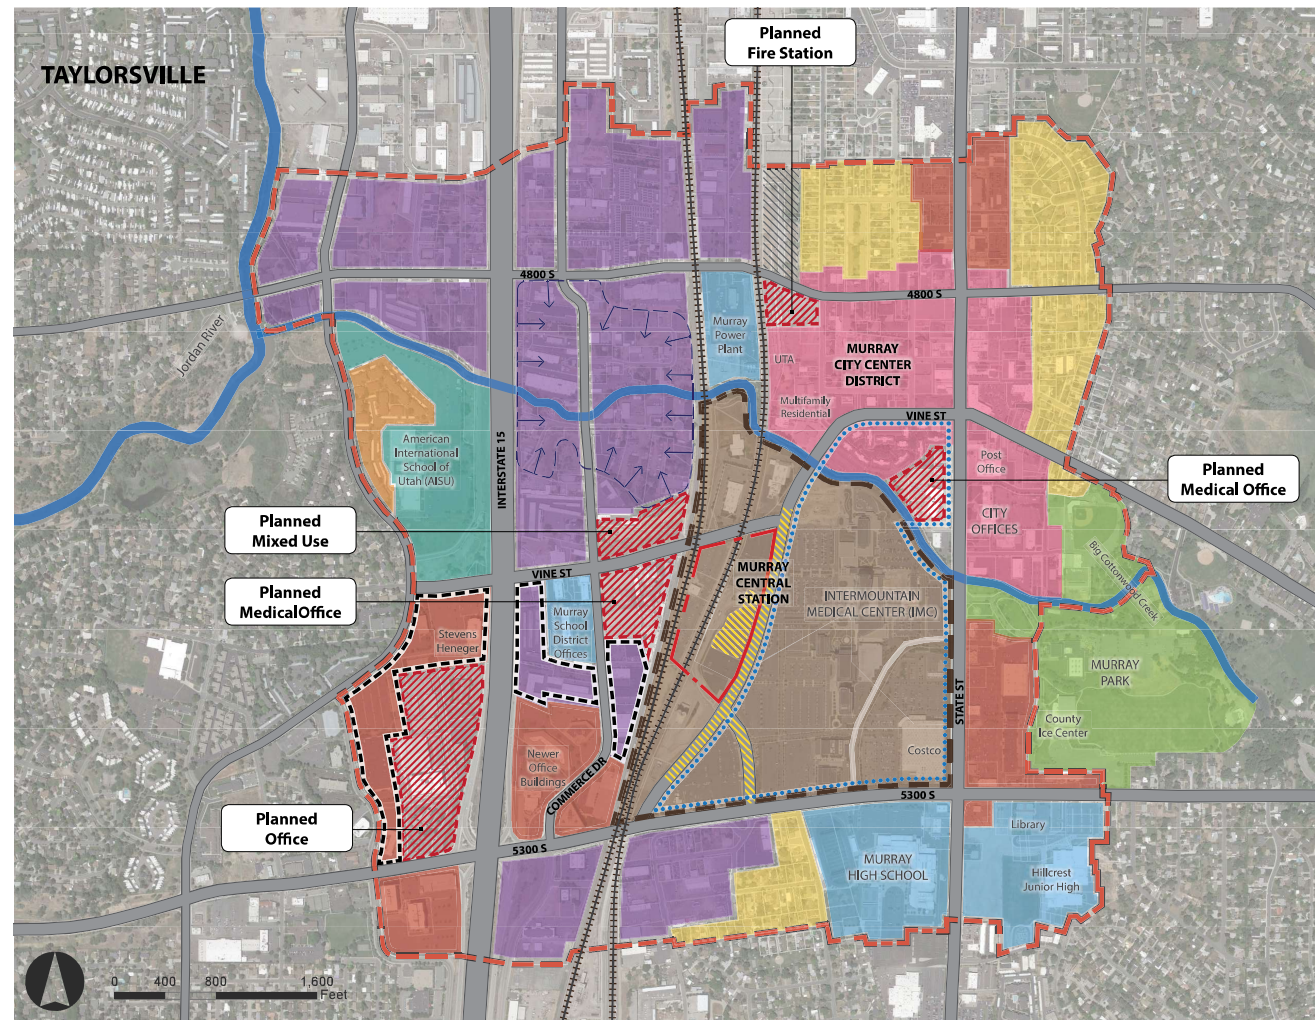 Planned
Fire Station
TAYLORSVILLE
4800 S
4800 S
Jordan River
Murray
Power
Plant
UTA
MURRAY
CITY CENTER
DISTRICT
Multifamily
Residential
VINE ST
American
International
School of
Utah (AISU)
INTERSTATE 15
Post
Office
Planned
Medical Office
CITY
OFFICES
Planned
Mixed Use
Big Cottonwood Creek
VINE ST
MURRAY
CENTRAL
STATION
Planned
MedicalOffice
INTERMOUNTAIN
MEDICAL CENTER (IMC)
Murray
School
District
Offices
Stevens
Heneger
MURRAY
PARK
STATE ST
County
Ice Center
Newer
Office
Buildings
Costco
COMMERCE DR
5300 S
Planned
Office
5300 S
Library
MURRAY
HIGH SCHOOL
Hillcrest
Junior High
0 400 800 1,600
Feet